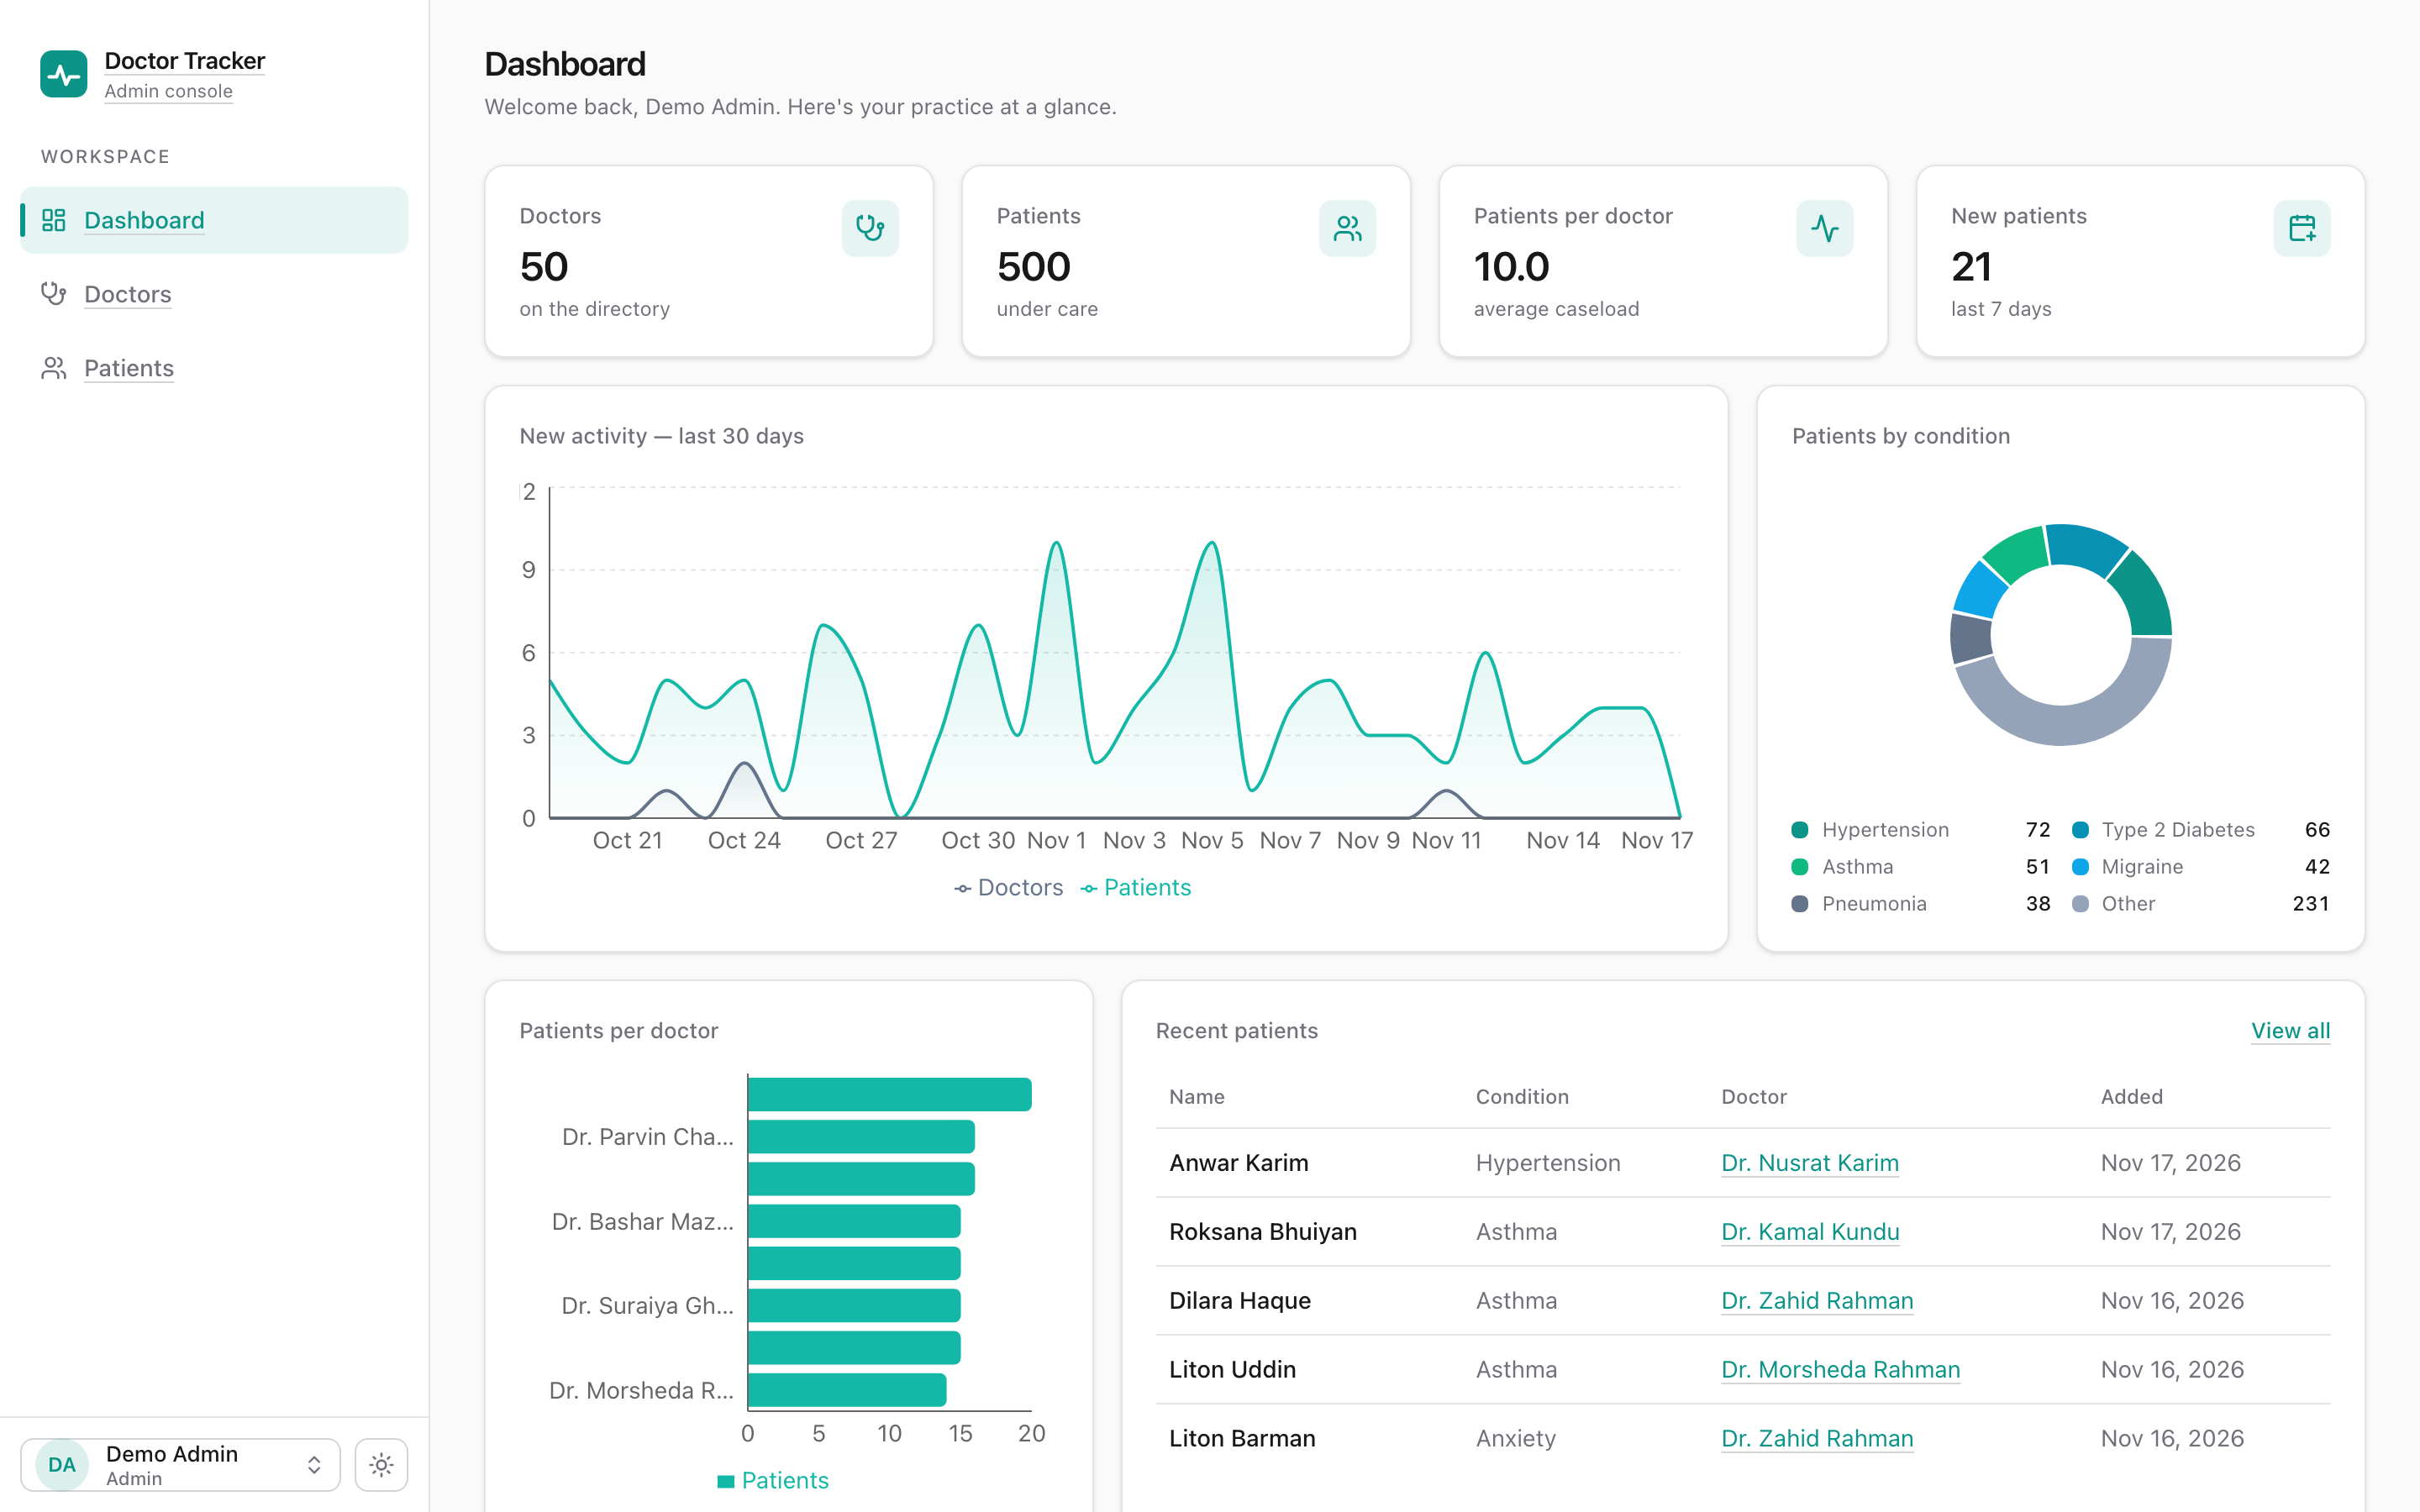 Doctor Tracker
Admin console
WORKSPACE
Dashboard
Doctors
Patients
DA
Demo Admin
Admin
Dashboard
Welcome back, Demo Admin. Here's your practice at a glance.
Doctors
50
on the directory
Patients
500
under care
Patients per doctor
10.0
average caseload
New patients
21
last 7 days
New activity — last 30 days
2
9
6
3
0
Oct 21 Oct 24 Oct 27 Oct 30 Nov 1 Nov 3 Nov 5 Nov 7 Nov 9 Nov 11 Nov 14 Nov 17
Doctors Patients
Patients by condition
Hypertension 72 Type 2 Diabetes 66
Asthma 51 Migraine 42
Pneumonia 38 Other 231
Patients per doctor
Dr. Parvin Cha...
Dr. Bashar Maz...
Dr. Suraiya Gh...
Dr. Morsheda R...
0 5 10 15 20
Patients
Recent patients View all
Name Condition Doctor Added
Anwar Karim Hypertension Dr. Nusrat Karim Nov 17, 2026
Roksana Bhuiyan Asthma Dr. Kamal Kundu Nov 17, 2026
Dilara Haque Asthma Dr. Zahid Rahman Nov 16, 2026
Liton Uddin Asthma Dr. Morsheda Rahman Nov 16, 2026
Liton Barman Anxiety Dr. Zahid Rahman Nov 16, 2026